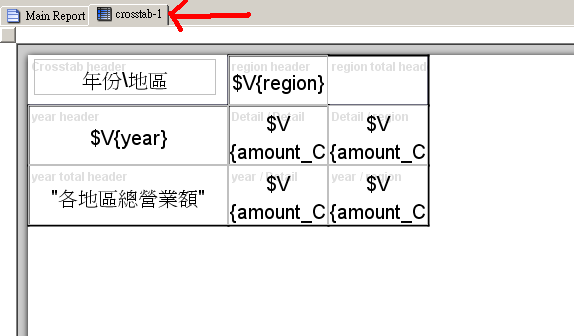 Main Report crosstab-1
Crosstab header region header region total head
年份\地區 $V{region}
year header Detail / Detail Detail / region
$V{year} $V $V
{amount_C {amount_C
year total header year / Detail year / region
"各地區總營業額" $V $V
{amount_C {amount_C